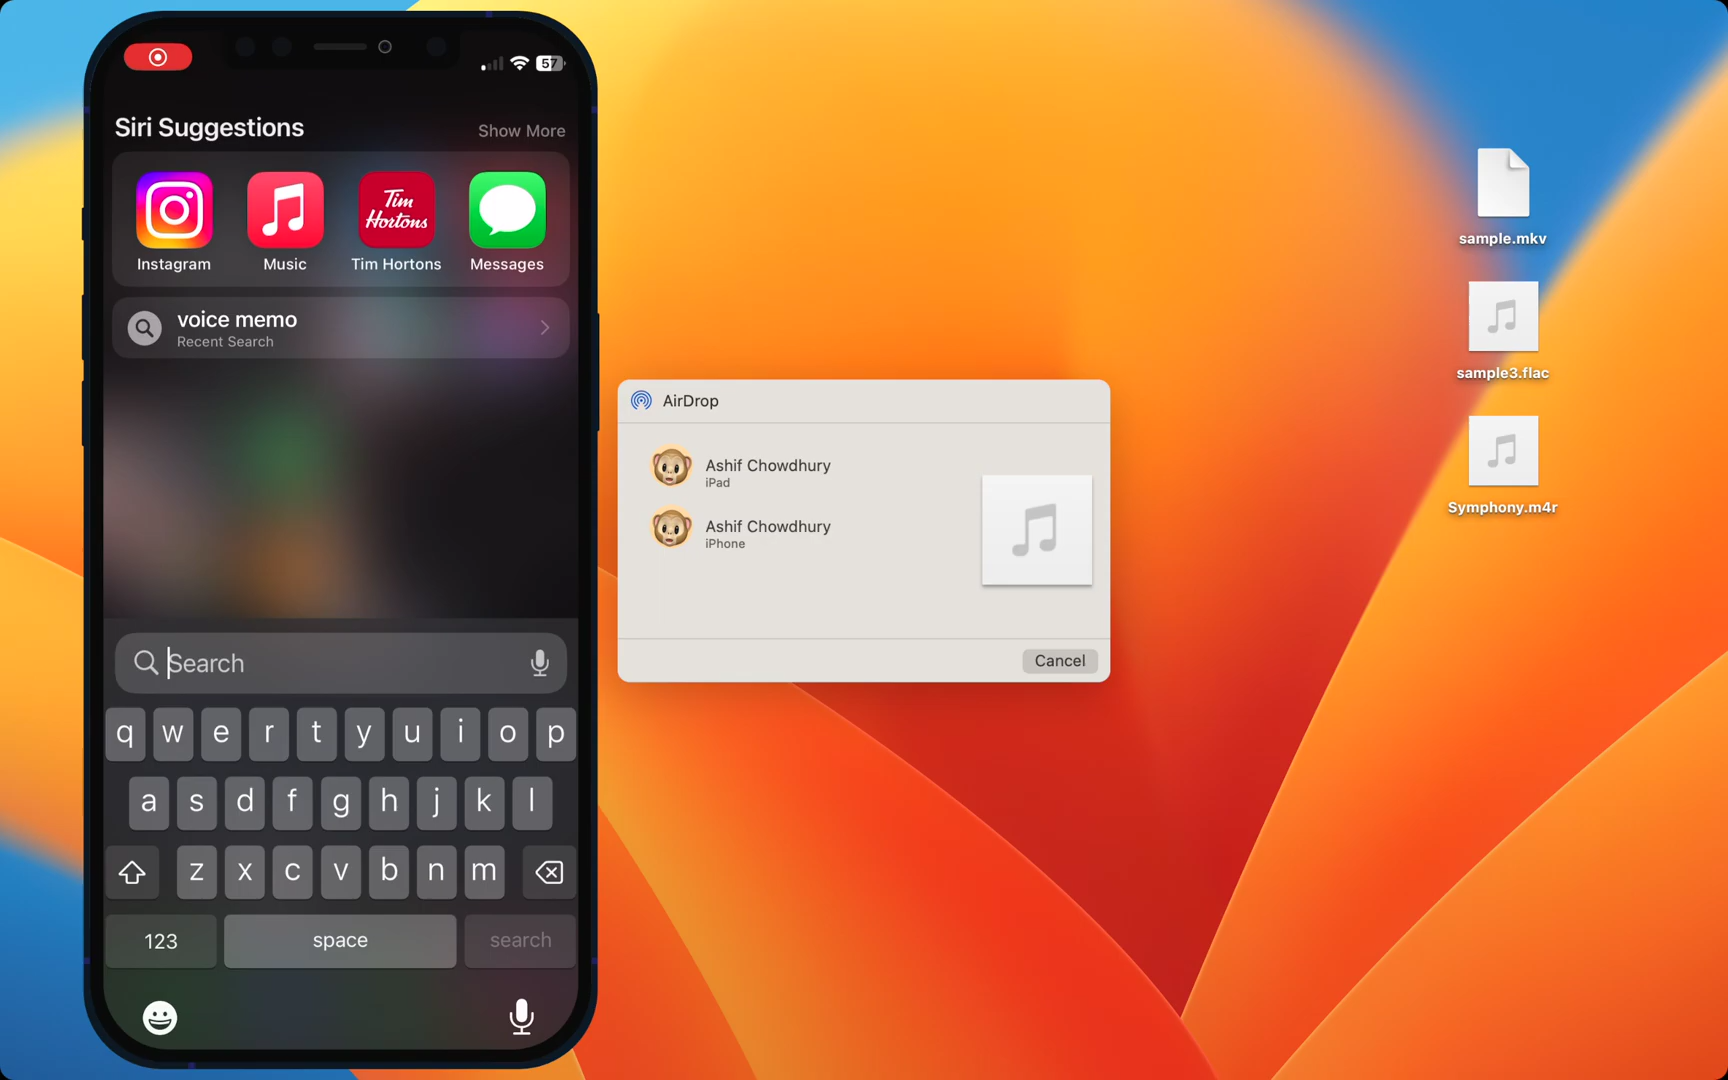 57
Siri Suggestions
Show More
Tim
Hortons
Instagram
Music
Tim Hortons
Messages
voice memo
Recent Search
Search
q w e r t y u i o p
a s d f g h j k l
z x c v b n m
123
space
search
AirDrop
Ashif Chowdhury
iPad
Ashif Chowdhury
iPhone
Cancel
sample.mkv
sample3.flac
Symphony.m4r